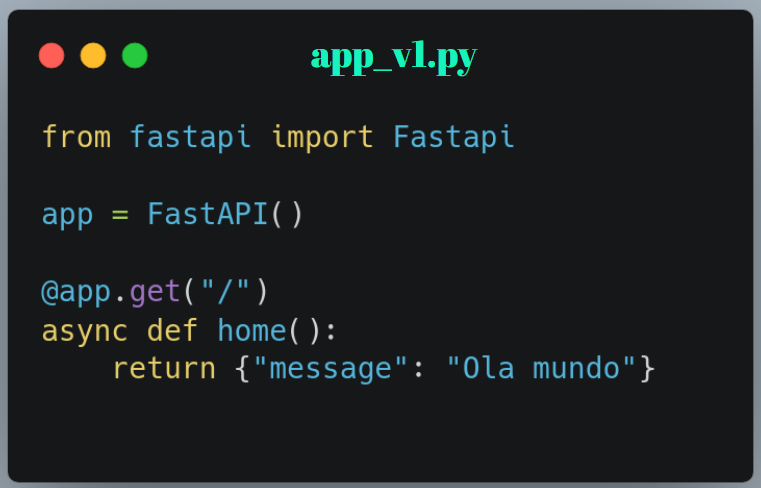 app_v1.py
from fastapi import Fastapi
app = FastAPI()
@app.get("/")
async def home():
    return {"message": "Ola mundo"}